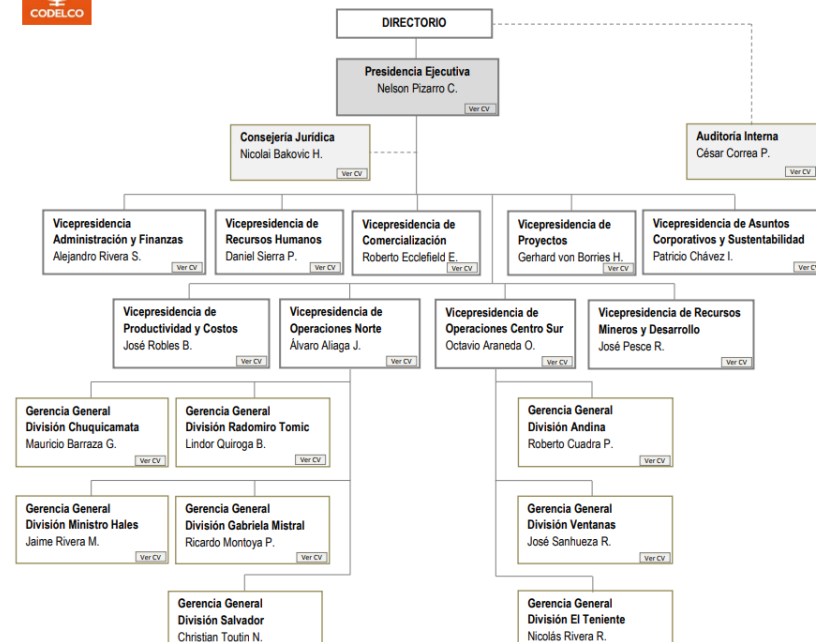 CODELCO
DIRECTORIO
Presidencia Ejecutiva
Nelson Pizarro C.
Ver CV
Consejería Jurídica
Nicolai Bakovic H.
Ver CV
Auditoría Interna
César Correa P.
Ver CV
Vicepresidencia
Administración y Finanzas
Alejandro Rivera S.
Ver CV
Vicepresidencia de
Recursos Humanos
Daniel Sierra P.
Ver CV
Vicepresidencia de
Comercialización
Roberto Ecclefield E.
Ver CV
Vicepresidencia de
Proyectos
Gerhard von Borries H.
Ver CV
Vicepresidencia de Asuntos
Corporativos y Sustentabilidad
Patricio Chávez I.
Ver CV
Vicepresidencia de
Productividad y Costos
José Robles B.
Ver CV
Vicepresidencia de
Operaciones Norte
Álvaro Aliaga J.
Ver CV
Vicepresidencia de
Operaciones Centro Sur
Octavio Araneda O.
Ver CV
Vicepresidencia de Recursos
Mineros y Desarrollo
José Pesce R.
Ver CV
Gerencia General
División Chuquicamata
Mauricio Barraza G.
Ver CV
Gerencia General
División Radomiro Tomic
Lindor Quiroga B.
Ver CV
Gerencia General
División Andina
Roberto Cuadra P.
Ver CV
Gerencia General
División Ministro Hales
Jaime Rivera M.
Ver CV
Gerencia General
División Gabriela Mistral
Ricardo Montoya P.
Ver CV
Gerencia General
División Ventanas
José Sanhueza R.
Ver CV
Gerencia General
División Salvador
Christian Toutin N.
Gerencia General
División El Teniente
Nicolás Rivera R.